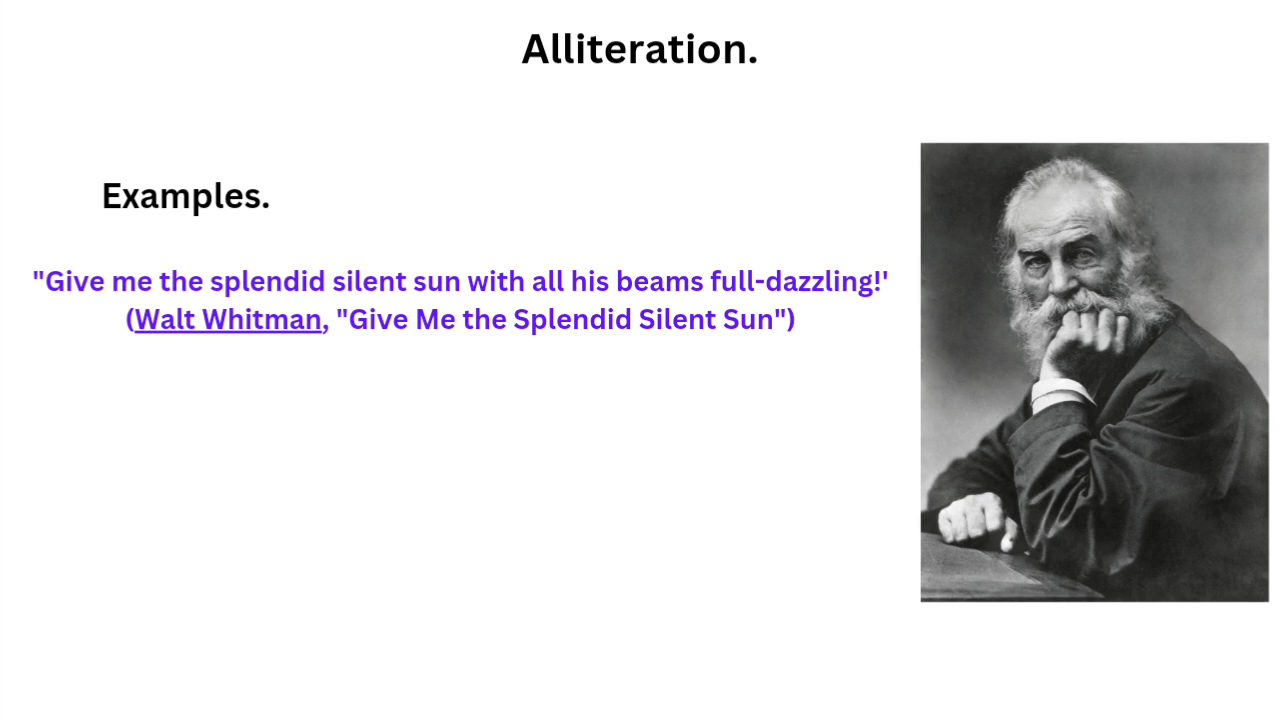 Alliteration.
Examples.
"Give me the splendid silent sun with all his beams full-dazzling!'
(Walt Whitman, "Give Me the Splendid Silent Sun")